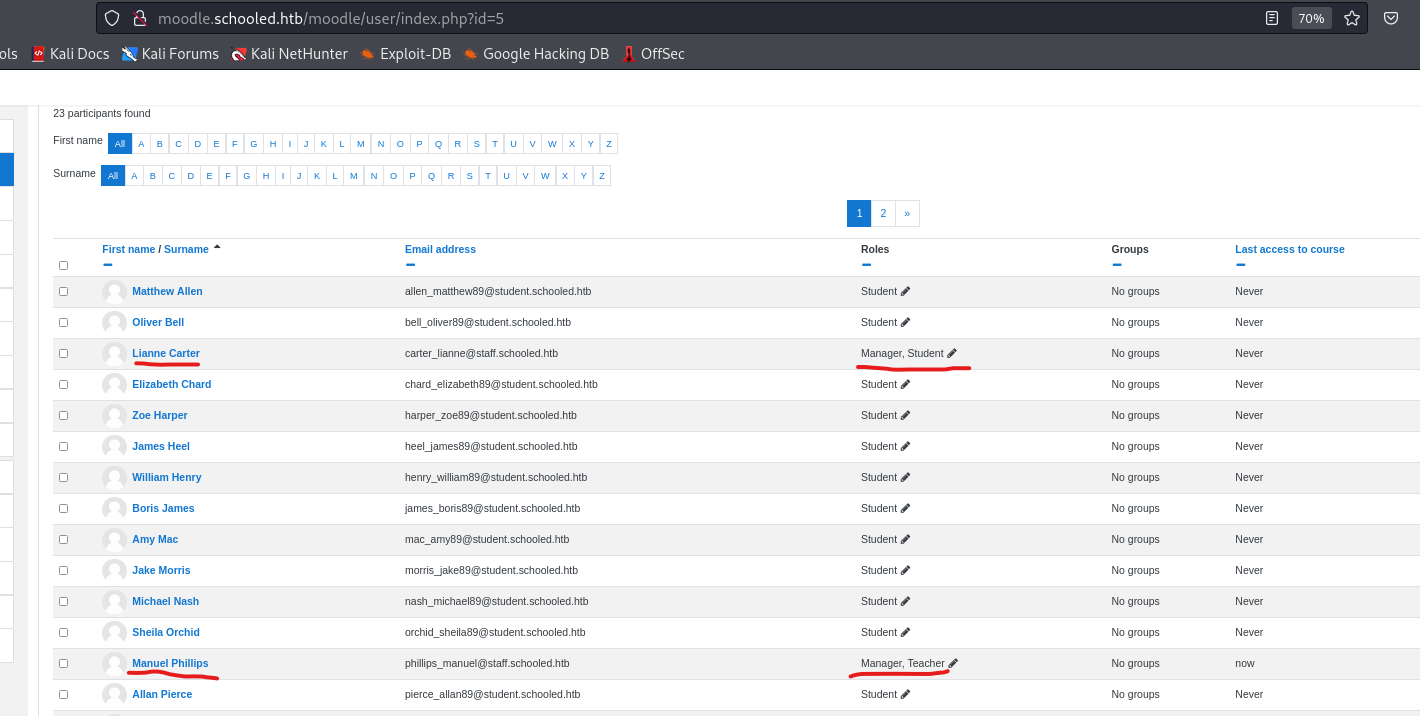 moodle.schooled.htb/moodle/user/index.php?id=5 70%
ols Kali Docs Kali Forums Kali NetHunter Exploit-DB Google Hacking DB OffSec
23 participants found
First name All A B C D E F G H I J K L M N O P Q R S T U V W X Y Z
Surname All A B C D E F G H I J K L M N O P Q R S T U V W X Y Z
1 2 »
First name / Surname Email address Roles Groups Last access to course
Matthew Allen allen_matthew89@student.schooled.htb Student No groups Never
Oliver Bell bell_oliver89@student.schooled.htb Student No groups Never
Lianne Carter carter_lianne@staff.schooled.htb Manager, Student No groups Never
Elizabeth Chard chard_elizabeth89@student.schooled.htb Student No groups Never
Zoe Harper harper_zoe89@student.schooled.htb Student No groups Never
James Heel heel_james89@student.schooled.htb Student No groups Never
William Henry henry_william89@student.schooled.htb Student No groups Never
Boris James james_boris89@student.schooled.htb Student No groups Never
Amy Mac mac_amy89@student.schooled.htb Student No groups Never
Jake Morris morris_jake89@student.schooled.htb Student No groups Never
Michael Nash nash_michael89@student.schooled.htb Student No groups Never
Sheila Orchid orchid_sheila89@student.schooled.htb Student No groups Never
Manuel Phillips phillips_manuel@staff.schooled.htb Manager, Teacher No groups now
Allan Pierce pierce_allan89@student.schooled.htb Student No groups Never